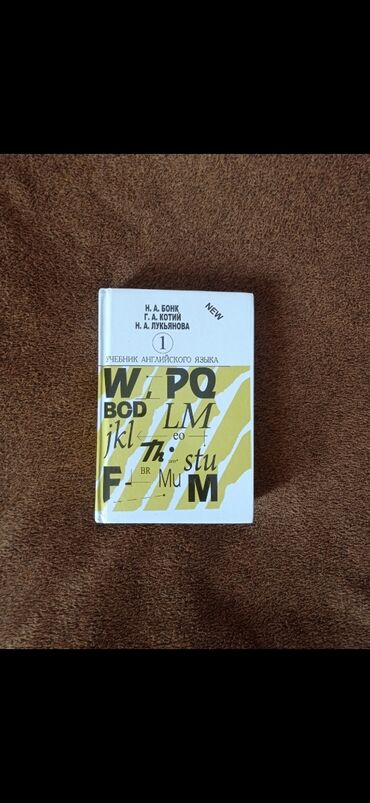 Н. А. БОНК
Г. А. КОТИЙ
Н. А. ЛУКЬЯНОВА
NEW
1
УЧЕБНИК АНГЛИЙСКОГО ЯЗЫКА
W PQ
BCD LM
jkl eo
Th stu
BR
F Mu M